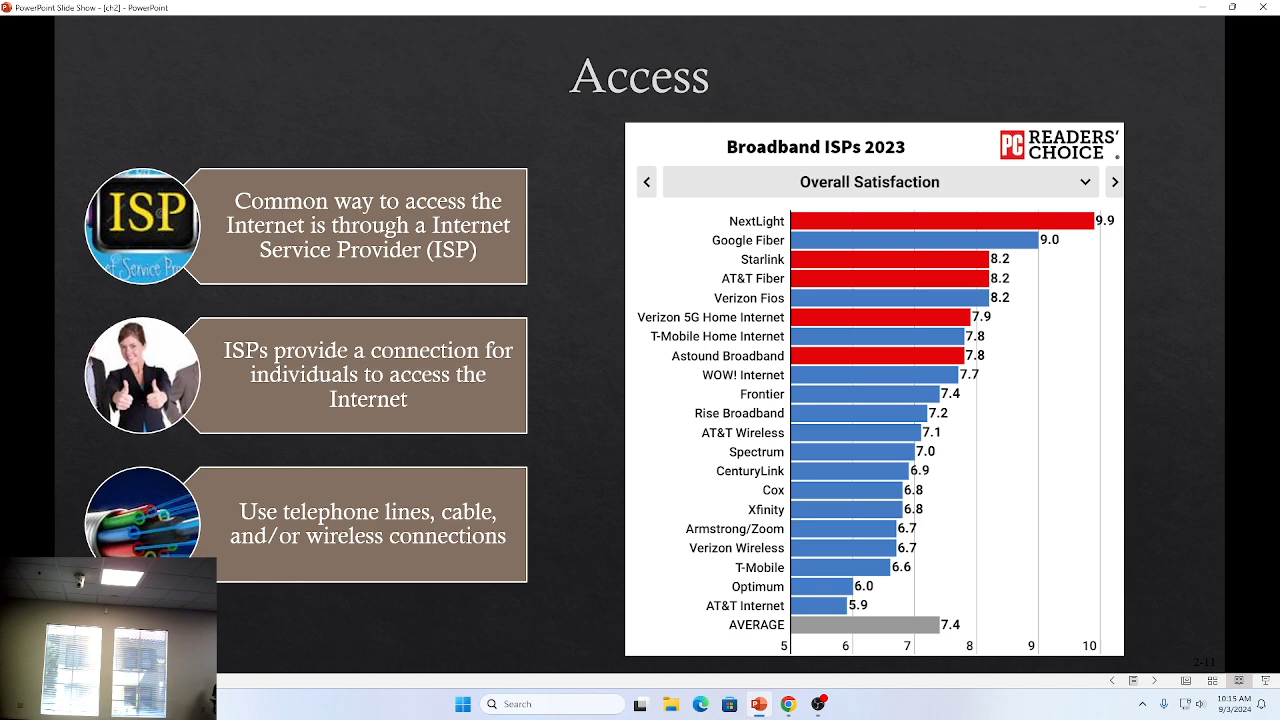 PowerPoint Slide Show - [ch2] - PowerPoint
Access
ISP
Common way to access the
Internet is through a Internet
Service Provider (ISP)
ISPs provide a connection for
individuals to access the
Internet
Use telephone lines, cable,
and/or wireless connections
Broadband ISPs 2023
PC READERS'
CHOICE
Overall Satisfaction
NextLight 9.9
Google Fiber 9.0
Starlink 8.2
AT&T Fiber 8.2
Verizon Fios 8.2
Verizon 5G Home Internet 7.9
T-Mobile Home Internet 7.8
Astound Broadband 7.8
WOW! Internet 7.7
Frontier 7.4
Rise Broadband 7.2
AT&T Wireless 7.1
Spectrum 7.0
CenturyLink 6.9
Cox 6.8
Xfinity 6.8
Armstrong/Zoom 6.7
Verizon Wireless 6.7
T-Mobile 6.6
Optimum 6.0
AT&T Internet 5.9
AVERAGE 7.4
5 6 7 8 9 10
2-11
Search
10:15 AM
9/3/2024